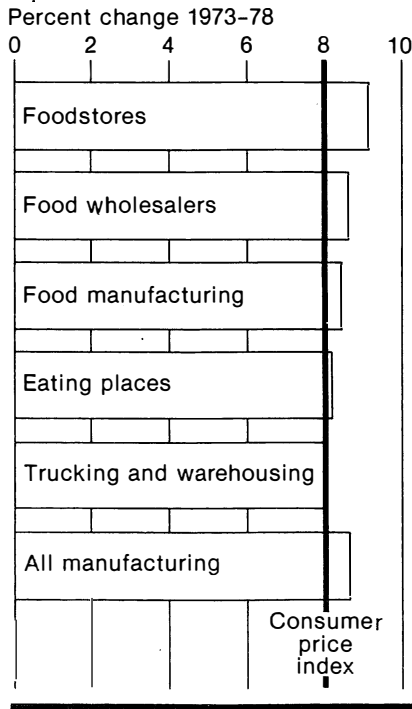 Percent change 1973-78
0 2 4 6 8 10
Foodstores
Food wholesalers
Food manufacturing
Eating places
Trucking and warehousing
All manufacturing
Consumer
price
index